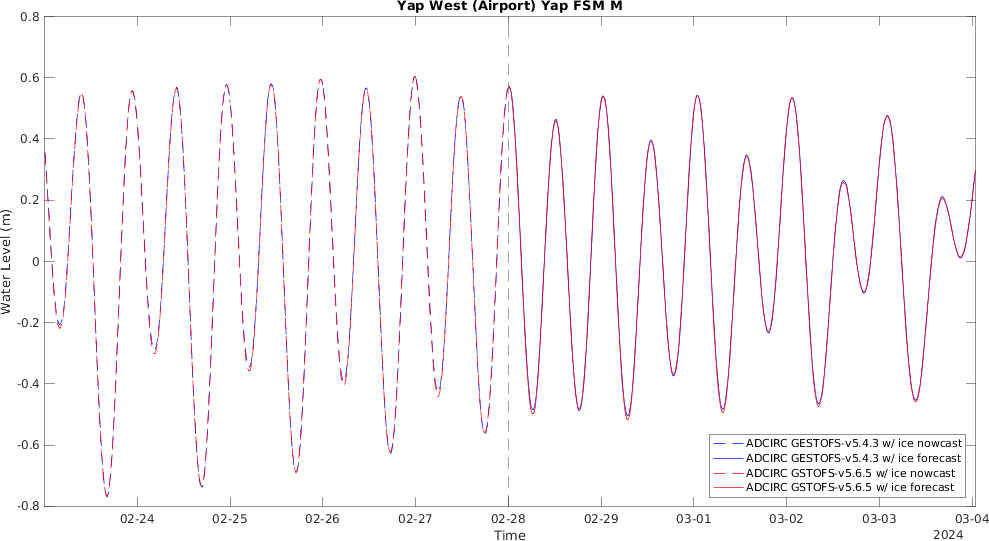 Yap West (Airport) Yap FSM M
Water Level (m)
0.8
0.6
0.4
0.2
0
-0.2
-0.4
-0.6
-0.8
02-24 02-25 02-26 02-27 02-28 02-29 03-01 03-02 03-03 03-04
Time
2024
ADCIRC GESTOFS-v5.4.3 w/ ice nowcast
ADCIRC GESTOFS-v5.4.3 w/ ice forecast
ADCIRC GSTOFS-v5.6.5 w/ ice nowcast
ADCIRC GSTOFS-v5.6.5 w/ ice forecast